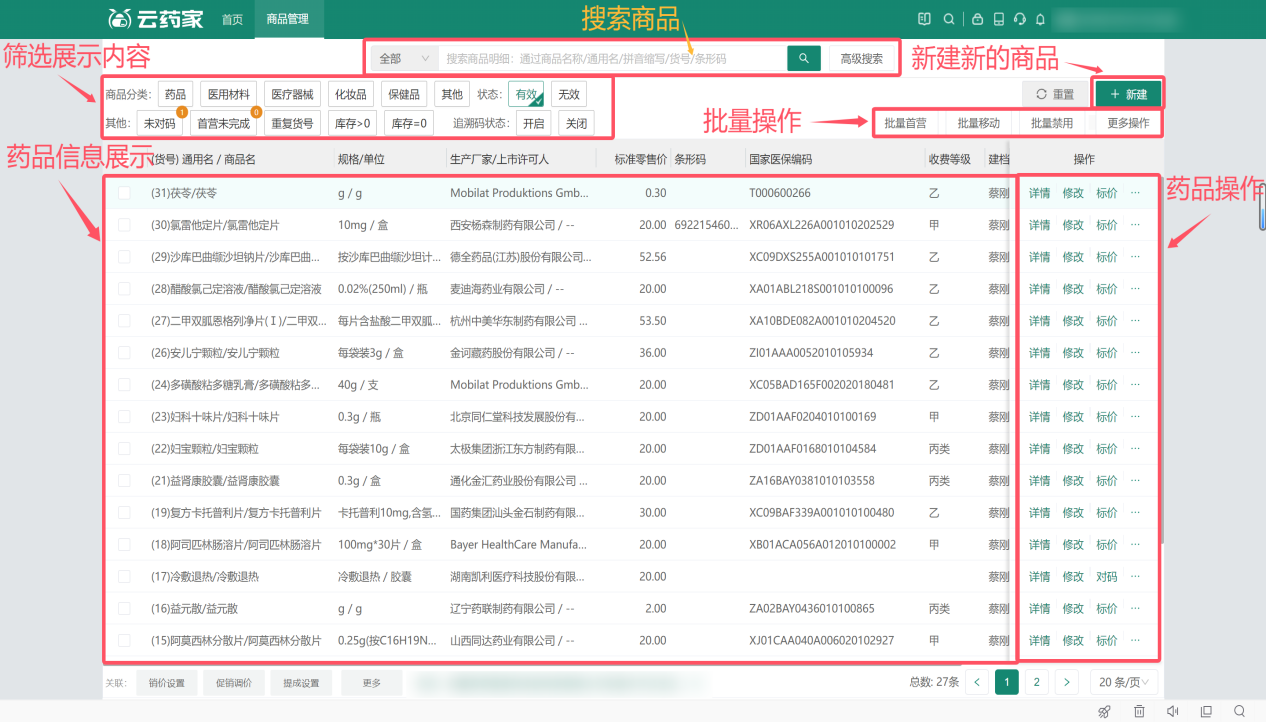 云药家 首页 商品管理
搜索商品
筛选展示内容
全部 搜索商品明细：通过商品名称/通用名/拼音缩写/货号/条形码 高级搜索
新建新的商品
商品分类： 药品 医用材料 医疗器械 化妆品 保健品 其他 状态： 有效 无效
重置 + 新建
其他： 未对码 1 首营未完成 0 重复货号 库存>0 库存=0 追溯码状态： 开启 关闭
批量操作
批量首营 批量移动 批量禁用 更多操作
药品信息展示
(货号) 通用名 / 商品名 规格/单位 生产厂家/上市许可人 标准零售价 条形码 国家医保编码 收费等级 建档 操作
药品操作
(31)茯苓/茯苓 g / g Mobilat Produktions Gmb... 0.30 T000600266 乙 蔡刚 详情 修改 标价 ···
(30)氯雷他定片/氯雷他定片 10mg / 盒 西安杨森制药有限公司 / -- 20.00 692215460... XR06AXL226A001010202529 甲 蔡刚 详情 修改 标价 ···
(29)沙库巴曲缬沙坦钠片/沙库巴曲... 按沙库巴曲缬沙坦计... 德全药品(江苏)股份有限公司... 52.56 XC09DXS255A001010101751 乙 蔡刚 详情 修改 标价 ···
(28)醋酸氯己定溶液/醋酸氯己定溶液 0.02%(250ml) / 瓶 麦迪海药业有限公司 / -- 20.00 XA01ABL218S001010100096 乙 蔡刚 详情 修改 标价 ···
(27)二甲双胍恩格列净片(Ⅰ)/二甲双... 每片含盐酸二甲双胍... 杭州中美华东制药有限公司 ... 53.50 XA10BDE082A001010204520 乙 蔡刚 详情 修改 标价 ···
(26)安儿宁颗粒/安儿宁颗粒 每袋装3g / 盒 金诃藏药股份有限公司 / -- 36.00 ZI01AAA0052010105934 乙 蔡刚 详情 修改 标价 ···
(24)多磺酸粘多糖乳膏/多磺酸粘多... 40g / 支 Mobilat Produktions Gmb... 20.00 XC05BAD165F002020180481 乙 蔡刚 详情 修改 标价 ···
(23)妇科十味片/妇科十味片 0.3g / 瓶 北京同仁堂科技发展股份有... 20.00 ZD01AAF0204010100169 甲 蔡刚 详情 修改 标价 ···
(22)妇宝颗粒/妇宝颗粒 每袋装10g / 盒 太极集团浙江东方制药有限... 20.00 ZD01AAF0168010104584 丙类 蔡刚 详情 修改 标价 ···
(21)益肾康胶囊/益肾康胶囊 0.3g / 盒 通化金汇药业股份有限公司 ... 20.00 ZA16BAY0381010103558 丙类 蔡刚 详情 修改 标价 ···
(19)复方卡托普利片/复方卡托普利片 卡托普利10mg,含氢... 国药集团汕头金石制药有限... 30.00 XC09BAF339A001010100480 乙 蔡刚 详情 修改 标价 ···
(18)阿司匹林肠溶片/阿司匹林肠溶片 100mg*30片 / 盒 Bayer HealthCare Manufa... 20.00 XB01ACA056A012010100002 甲 蔡刚 详情 修改 标价 ···
(17)冷敷退热/冷敷退热 冷敷退热 / 胶囊 湖南凯利医疗科技股份有限... 20.00 蔡刚 详情 修改 对码 ···
(16)益元散/益元散 g / g 辽宁药联制药有限公司 / -- 2.00 ZA02BAY0436010100865 丙类 蔡刚 详情 修改 标价 ···
(15)阿莫西林分散片/阿莫西林分散片 0.25g(按C16H19N... 山西同达药业有限公司 / -- 20.00 XJ01CAA040A006020102927 甲 蔡刚 详情 修改 标价 ···
关联： 销价设置 促销调价 提成设置 更多 总数: 27条 < 1 2 > 20 条/页